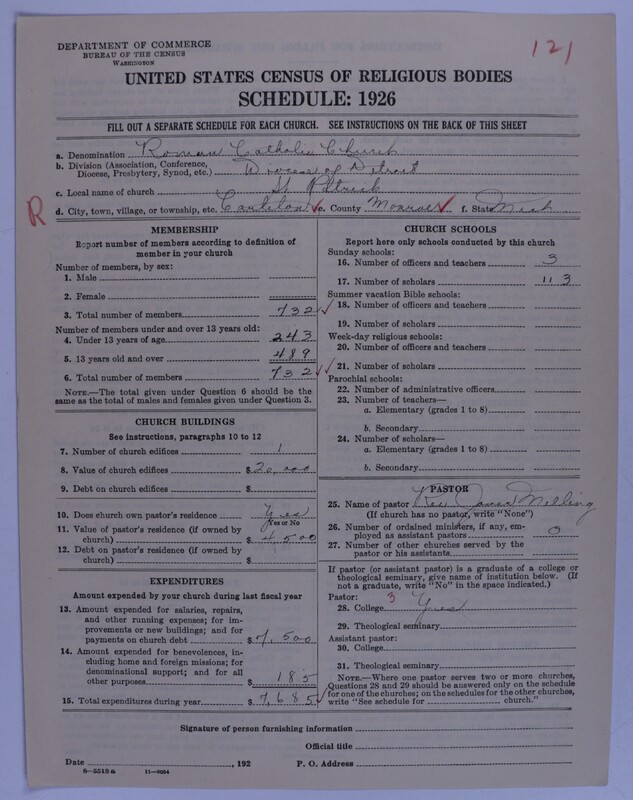 DEPARTMENT OF COMMERCE
BUREAU OF THE CENSUS
WASHINGTON
121
UNITED STATES CENSUS OF RELIGIOUS BODIES
SCHEDULE: 1926
FILL OUT A SEPARATE SCHEDULE FOR EACH CHURCH. SEE INSTRUCTIONS ON THE BACK OF THIS SHEET
a. Denomination Roman Catholic Church
b. Division (Association, Conference,
Diocese, Presbytery, Synod, etc.) Diocese of Detroit
c. Local name of church St Patrick
R d. City, town, village, or township, etc. Carleton e. County Monroe f. State Mich
MEMBERSHIP
Report number of members according to definition of
member in your church
Number of members, by sex:
1. Male
2. Female
3. Total number of members 732
Number of members under and over 13 years old:
4. Under 13 years of age 243
5. 13 years old and over 489
6. Total number of members 732
NOTE.—The total given under Question 6 should be the
same as the total of males and females given under Question 3.
CHURCH BUILDINGS
See instructions, paragraphs 10 to 12
7. Number of church edifices 1
8. Value of church edifices $ 20,000
9. Debt on church edifices $
10. Does church own pastor's residence Yes
Yes or No
11. Value of pastor's residence (if owned by
church) $ 4,500
12. Debt on pastor's residence (if owned by
church) $
EXPENDITURES
Amount expended by your church during last fiscal year
13. Amount expended for salaries, repairs,
and other running expenses; for im-
provements or new buildings; and for
payments on church debt $ 7,500
14. Amount expended for benevolences, in-
cluding home and foreign missions; for
denominational support; and for all
other purposes $ 185
15. Total expenditures during year $ 7,685
CHURCH SCHOOLS
Report here only schools conducted by this church
Sunday schools:
16. Number of officers and teachers 3
17. Number of scholars 113
Summer vacation Bible schools:
18. Number of officers and teachers
19. Number of scholars
Week-day religious schools:
20. Number of officers and teachers
21. Number of scholars
Parochial schools:
22. Number of administrative officers
23. Number of teachers—
a. Elementary (grades 1 to 8)
b. Secondary
24. Number of scholars—
a. Elementary (grades 1 to 8)
b. Secondary
PASTOR
25. Name of pastor Rev James Melling
(If church has no pastor, write "None")
26. Number of ordained ministers, if any, em-
ployed as assistant pastors 0
27. Number of other churches served by the
pastor or his assistants
If pastor (or assistant pastor) is a graduate of a college or
theological seminary, give name of institution below. (If
not a graduate, write "No" in the space indicated.)
Pastor:
28. College 3 Yes
29. Theological seminary
Assistant pastor:
30. College
31. Theological seminary
NOTE.—Where one pastor serves two or more churches,
Questions 28 and 29 should be answered only on the schedule
for one of the churches; on the schedules for the other churches,
write "See schedule for church."
Signature of person furnishing information
Official title
Date , 192 P. O. Address
8-5518a 11-9054